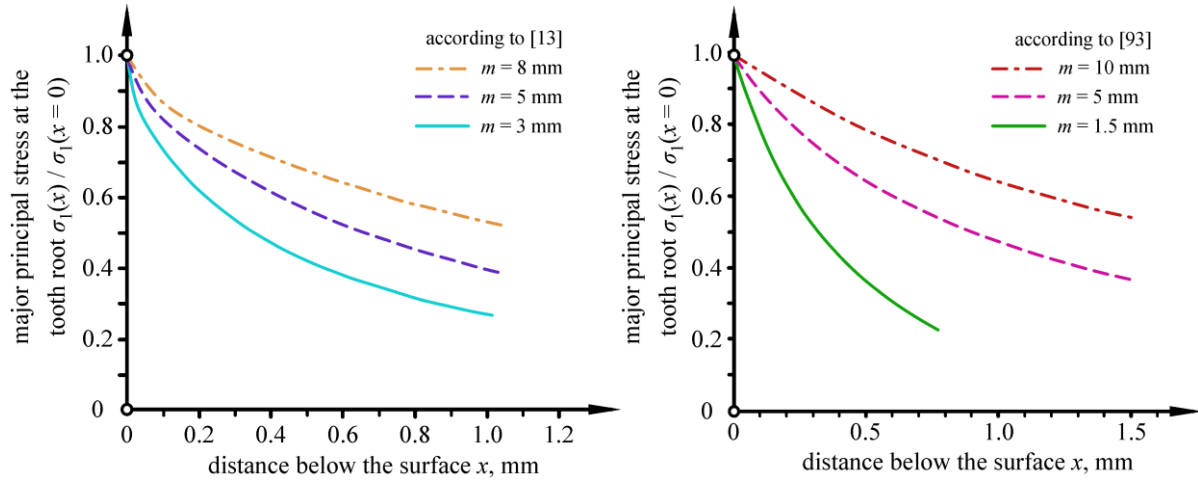 major principal stress at the
tooth root σ₁(x) / σ₁(x = 0)
according to [13]
m = 8 mm
m = 5 mm
m = 3 mm
1.0
0.8
0.6
0.4
0.2
0
0 0.2 0.4 0.6 0.8 1.0 1.2
distance below the surface x, mm
major principal stress at the
tooth root σ₁(x) / σ₁(x = 0)
according to [93]
m = 10 mm
m = 5 mm
m = 1.5 mm
1.0
0.8
0.6
0.4
0.2
0
0 0.5 1.0 1.5
distance below the surface x, mm